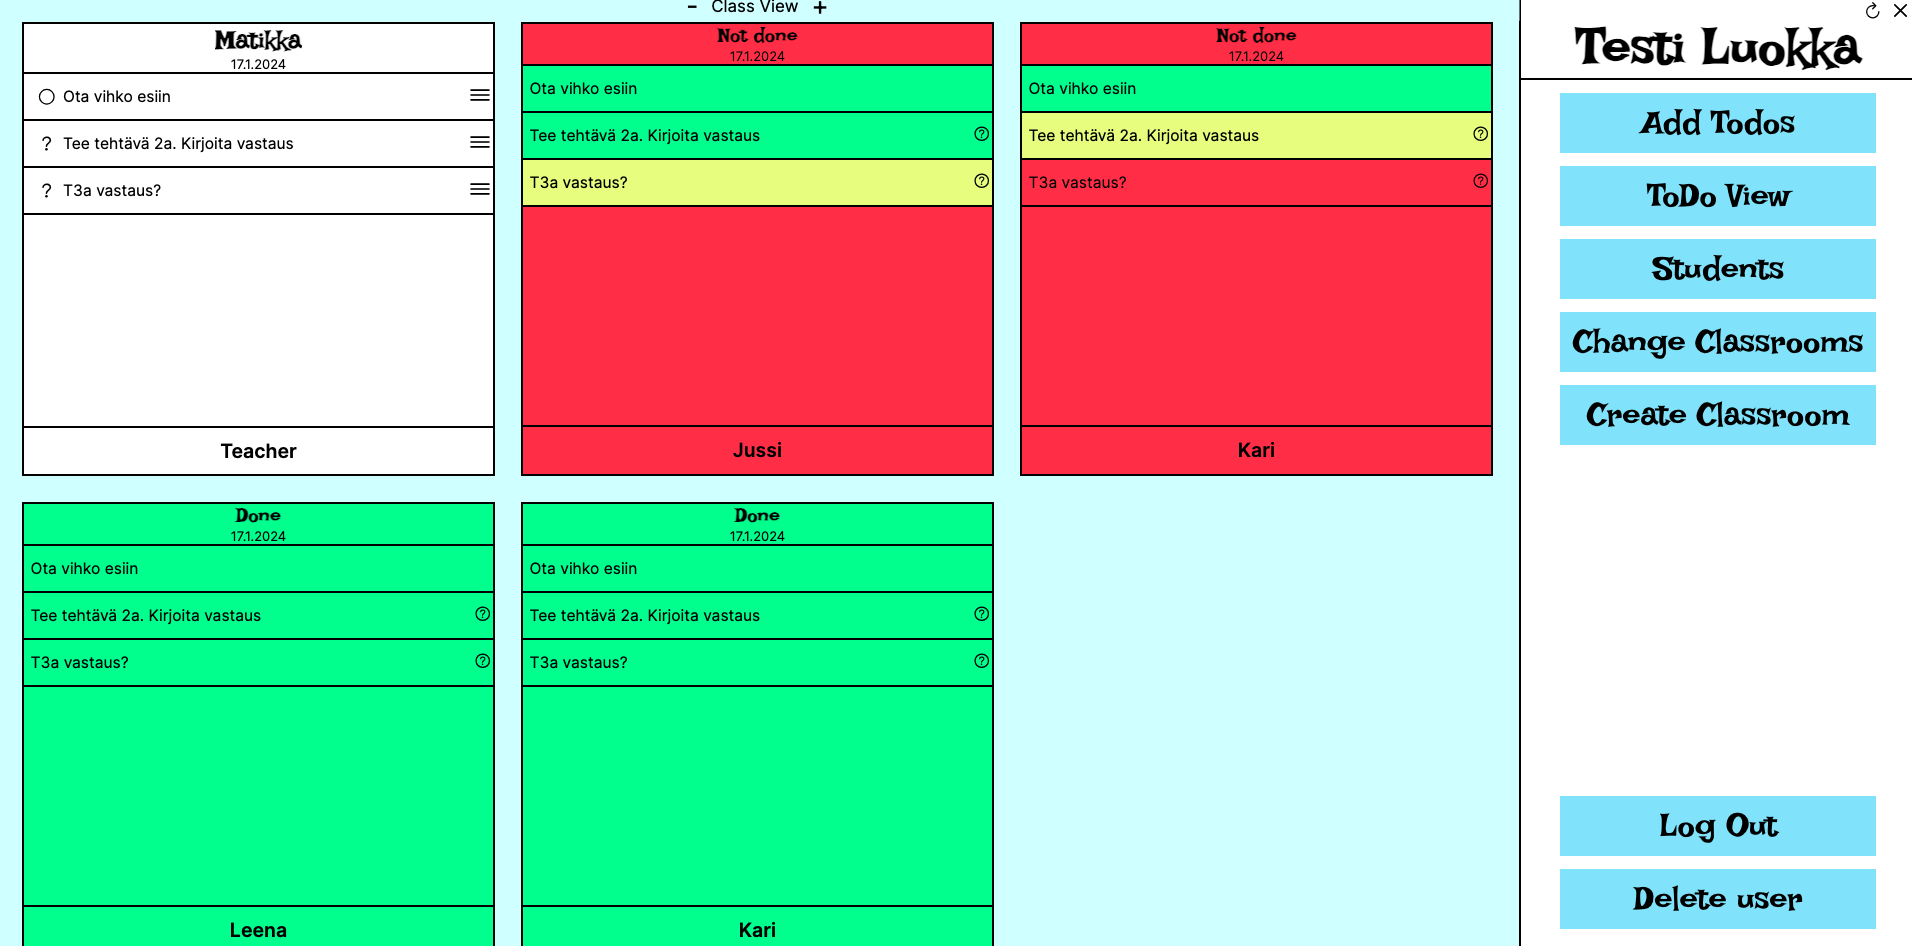 - Class View +
Matikka
17.1.2024
Ota vihko esiin
? Tee tehtävä 2a. Kirjoita vastaus
? T3a vastaus?
Teacher
Not done
17.1.2024
Ota vihko esiin
Tee tehtävä 2a. Kirjoita vastaus ?
T3a vastaus? ?
Jussi
Not done
17.1.2024
Ota vihko esiin
Tee tehtävä 2a. Kirjoita vastaus ?
T3a vastaus? ?
Kari
Done
17.1.2024
Ota vihko esiin
Tee tehtävä 2a. Kirjoita vastaus ?
T3a vastaus? ?
Leena
Done
17.1.2024
Ota vihko esiin
Tee tehtävä 2a. Kirjoita vastaus ?
T3a vastaus? ?
Kari
Testi Luokka
Add Todos
ToDo View
Students
Change Classrooms
Create Classroom
Log Out
Delete user